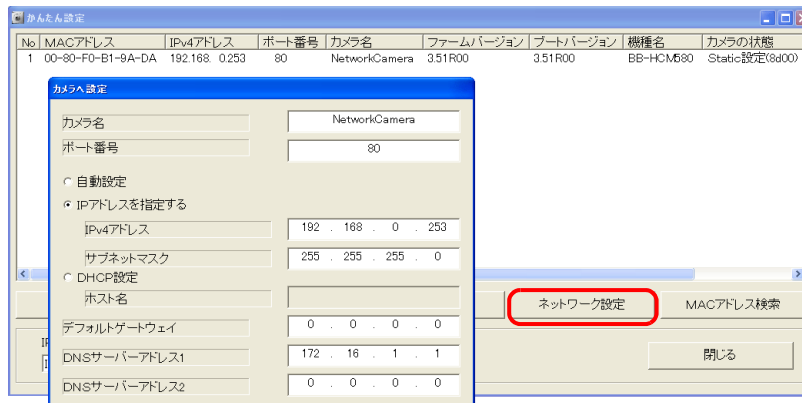 かんたん設定
No MACアドレス IPv4アドレス ポート番号 カメラ名 ファームバージョン ブートバージョン 機種名 カメラの状態
1 00-80-F0-B1-9A-DA 192.168. 0.253 80 NetworkCamera 3.51R00 3.51R00 BB-HCM580 Static設定(8d00)
カメラへ設定
カメラ名 NetworkCamera
ポート番号 80
自動設定
IPアドレスを指定する
IPv4アドレス 192 . 168 . 0 . 253
サブネットマスク 255 . 255 . 255 . 0
DHCP設定
ホスト名
ネットワーク設定 MACアドレス検索
デフォルトゲートウェイ 0 . 0 . 0 . 0
DNSサーバーアドレス1 172 . 16 . 1 . 1
閉じる
DNSサーバーアドレス2 0 . 0 . 0 . 0